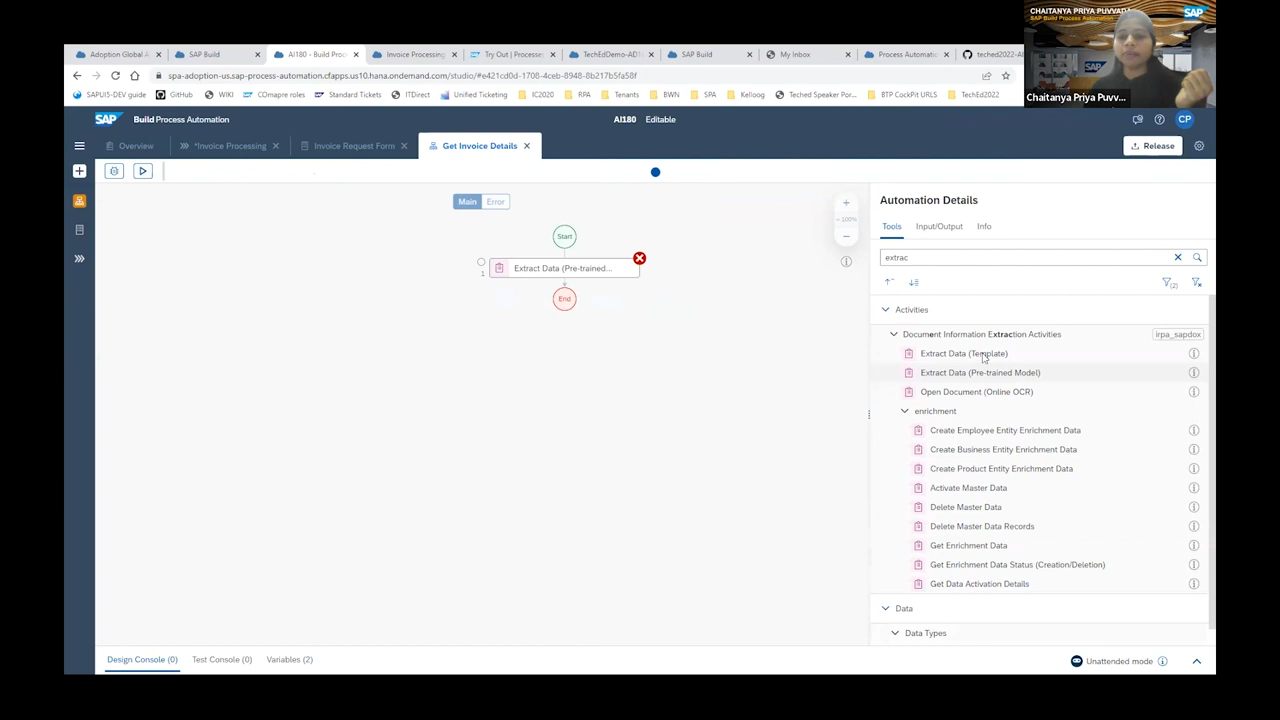 CHAITANYA PRIYA PUVVADA
SAP Build Process Automation
SAP
SAP
Chaitanya Priya Puvv...
Adoption Global A
SAP Build
AI180 - Build Proc
Invoice Processing
Try Out | Processe
TechEdDemo-AD1
SAP Build
My Inbox
Process Automatic
teched2022-AI
spa-adoption-us.sap-process-automation.cfapps.us10.hana.ondemand.com/studio/#e421cd0d-1708-4ceb-8948-8b217b5fa58f
SAPUI5-DEV guide
GitHub
WIKI
COmapre roles
Standard Tickets
ITDirect
Unified Ticketing
IC2020
RPA
Tenants
BWN
SPA
Kelloog
Teched Speaker Por...
BTP CockPit URLS
TechEd2022
SAP
Build Process Automation
AI180
Editable
CP
Overview
*Invoice Processing
Invoice Request Form
Get Invoice Details
Release
Main
Error
Start
~ 100%
1
Extract Data (Pre-trained...
End
Automation Details
Tools
Input/Output
Info
extrac
(2)
Activities
Document Information Extraction Activities
irpa_sapdox
Extract Data (Template)
Extract Data (Pre-trained Model)
Open Document (Online OCR)
enrichment
Create Employee Entity Enrichment Data
Create Business Entity Enrichment Data
Create Product Entity Enrichment Data
Activate Master Data
Delete Master Data
Delete Master Data Records
Get Enrichment Data
Get Enrichment Data Status (Creation/Deletion)
Get Data Activation Details
Data
Data Types
Design Console (0)
Test Console (0)
Variables (2)
Unattended mode